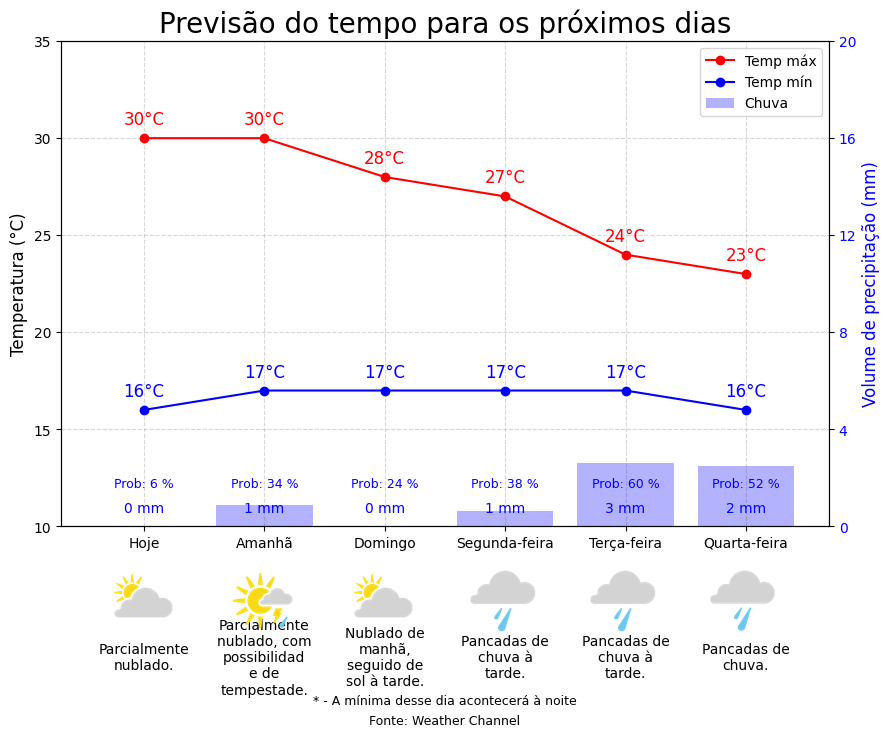 Previsão do tempo para os próximos dias
Temp máx
Temp mín
Chuva
35
30
25
20
15
10
Temperatura (°C)
20
16
12
8
4
0
Volume de precipitação (mm)
30°C
30°C
28°C
27°C
24°C
23°C
16°C
17°C
17°C
17°C
17°C
16°C
Prob: 6 %
Prob: 34 %
Prob: 24 %
Prob: 38 %
Prob: 60 %
Prob: 52 %
0 mm
1 mm
0 mm
1 mm
3 mm
2 mm
Hoje
Amanhã
Domingo
Segunda-feira
Terça-feira
Quarta-feira
Parcialmente
nublado.
Parcialmente
nublado, com
possibilidad
e de
tempestade.
Nublado de
manhã,
seguido de
sol à tarde.
Pancadas de
chuva à
tarde.
Pancadas de
chuva à
tarde.
Pancadas de
chuva.
* - A mínima desse dia acontecerá à noite
Fonte: Weather Channel